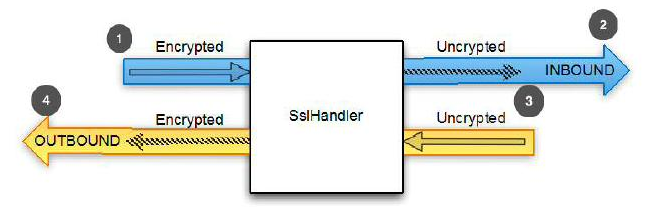 1
Encrypted
Uncrypted
2
INBOUND
SslHandler
4
Encrypted
Uncrypted
3
OUTBOUND